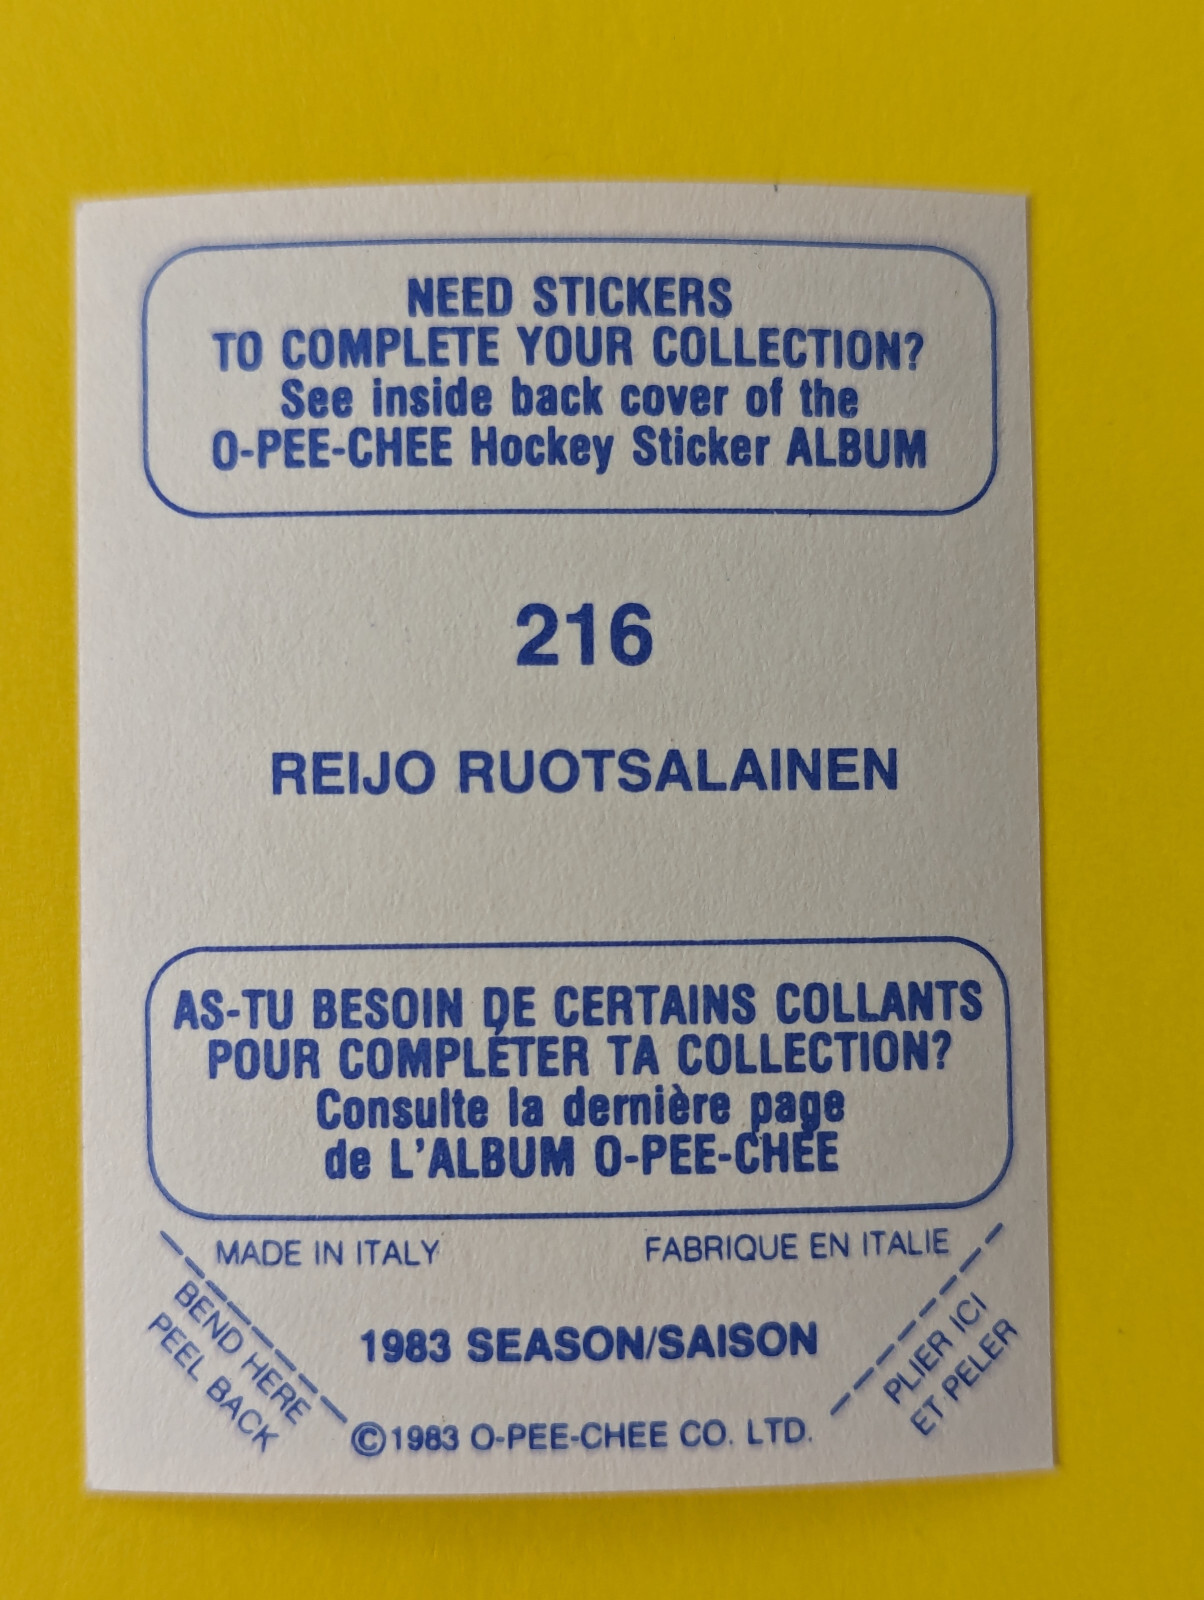 NEED STICKERS
TO COMPLETE YOUR COLLECTION?
See inside back cover of the
O-PEE-CHEE Hockey Sticker ALBUM
216
REIJO RUOTSALAINEN
AS-TU BESOIN DE CERTAINS COLLANTS
POUR COMPLÉTER TA COLLECTION?
Consulte la dernière page
de L'ALBUM O-PEE-CHEE
MADE IN ITALY
FABRIQUE EN ITALIE
BEND HERE
PEEL BACK
1983 SEASON/SAISON
PLIER ICI
ET PELER
©1983 O-PEE-CHEE CO. LTD.